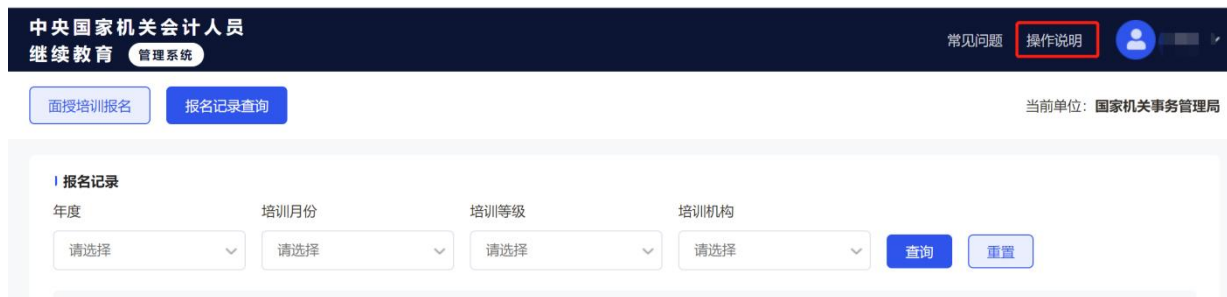 中央国家机关会计人员
继续教育 管理系统
常见问题 操作说明
面授培训报名 报名记录查询 当前单位：国家机关事务管理局
报名记录
年度 培训月份 培训等级 培训机构
请选择 请选择 请选择 请选择 查询 重置